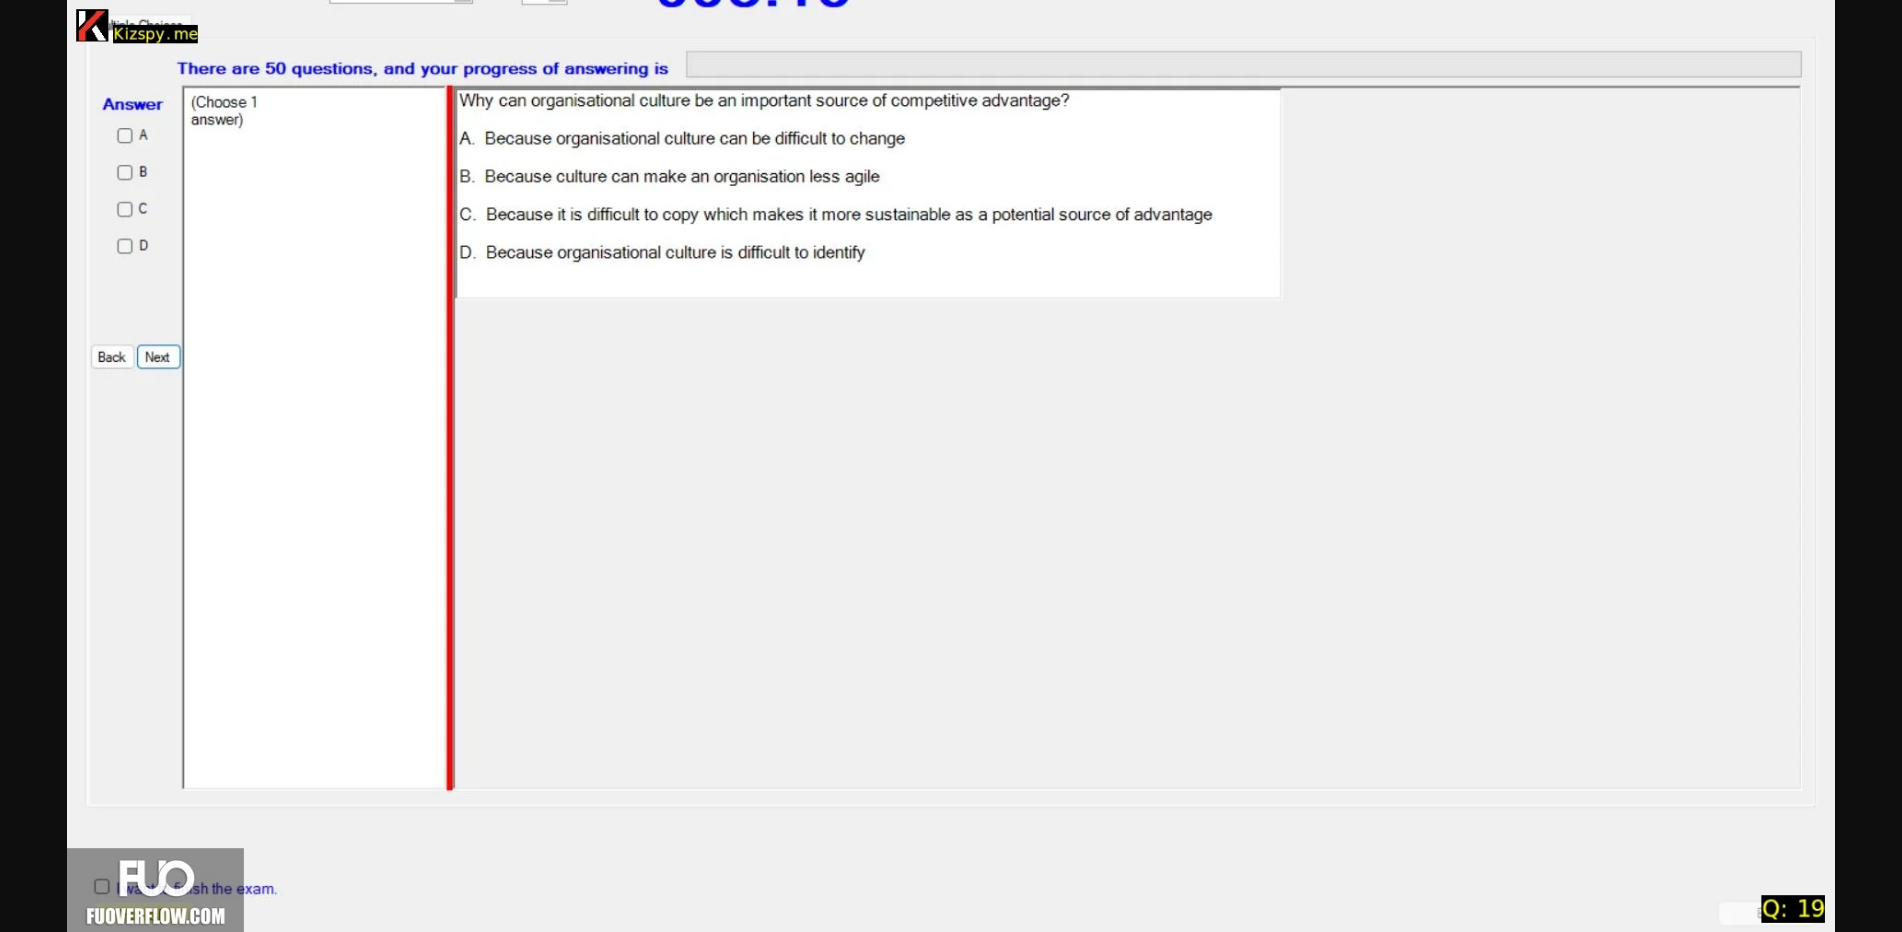 Kizspy.me
There are 50 questions, and your progress of answering is
Answer
(Choose 1
answer)
A
B
C
D
Back
Next
Why can organisational culture be an important source of competitive advantage?
A. Because organisational culture can be difficult to change
B. Because culture can make an organisation less agile
C. Because it is difficult to copy which makes it more sustainable as a potential source of advantage
D. Because organisational culture is difficult to identify
FUO
the exam.
FUOVERFLOW.COM
Q: 19